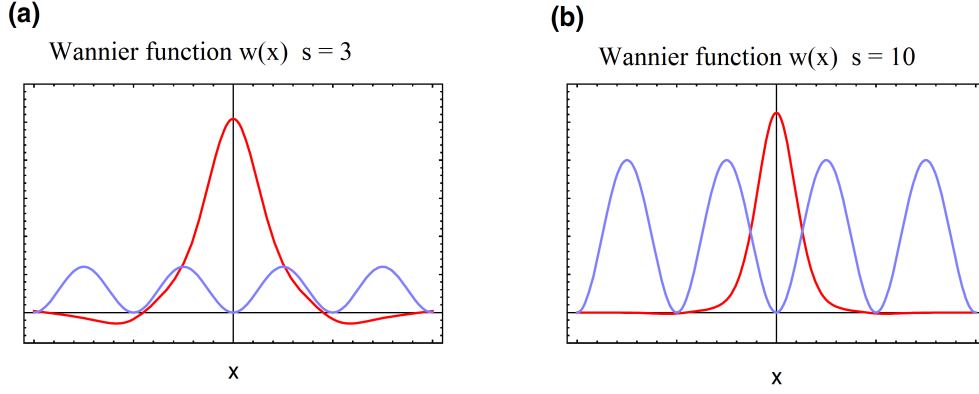 (a)
Wannier function w(x) s = 3
x
(b)
Wannier function w(x) s = 10
x